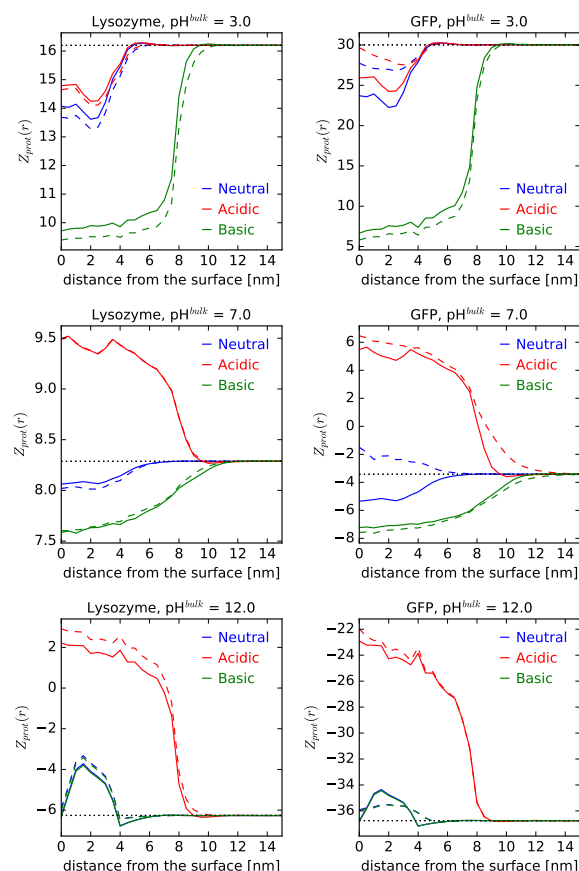 Lysozyme, pH^bulk = 3.0
Z_prot(r)
16
15
14
13
12
11
10
Neutral
Acidic
Basic
0 2 4 6 8 10 12 14
distance from the surface [nm]
GFP, pH^bulk = 3.0
Z_prot(r)
30
25
20
15
10
5
Neutral
Acidic
Basic
0 2 4 6 8 10 12 14
distance from the surface [nm]
Lysozyme, pH^bulk = 7.0
Z_prot(r)
9.5
9.0
8.5
8.0
7.5
Neutral
Acidic
Basic
0 2 4 6 8 10 12 14
distance from the surface [nm]
GFP, pH^bulk = 7.0
Z_prot(r)
6
4
2
0
−2
−4
−6
−8
Neutral
Acidic
Basic
0 2 4 6 8 10 12 14
distance from the surface [nm]
Lysozyme, pH^bulk = 12.0
Z_prot(r)
2
0
−2
−4
−6
Neutral
Acidic
Basic
0 2 4 6 8 10 12 14
distance from the surface [nm]
GFP, pH^bulk = 12.0
Z_prot(r)
−22
−24
−26
−28
−30
−32
−34
−36
Neutral
Acidic
Basic
0 2 4 6 8 10 12 14
distance from the surface [nm]